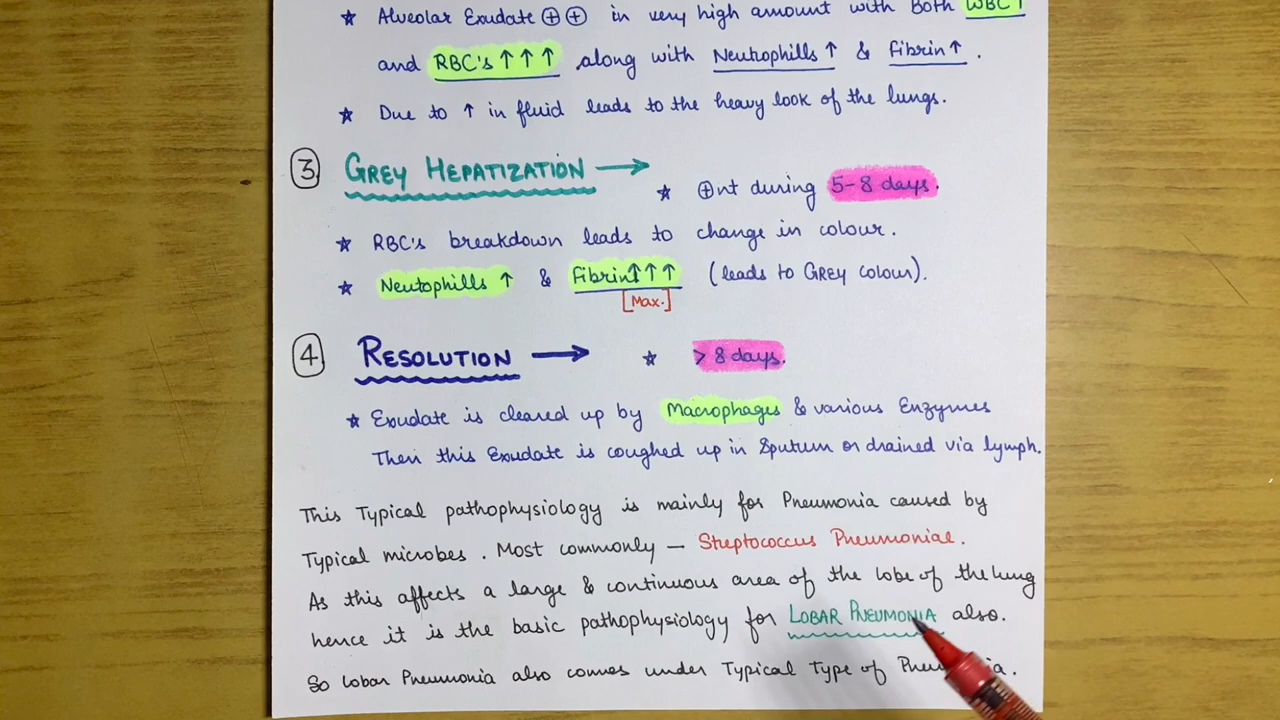 ★ Alveolar Exudate ⊕⊕ in very high amount with Both WBC↑
and RBC's ↑↑↑ along with Neutrophills ↑ & Fibrin↑.
★ Due to ↑ in fluid leads to the heavy look of the lungs.
③ GREY HEPATIZATION → ★ ⊕nt during 5-8 days.
★ RBC's breakdown leads to change in colour.
★ Neutophills ↑ & Fibrin↑↑↑ (leads to GREY colour).
[Max.]
④ RESOLUTION → ★ > 8 days.
★ Exudate is cleared up by Macrophages & various Enzymes
Then this Exudate is coughed up in Sputum or drained via lymph.
This Typical pathophysiology is mainly for Pneumonia caused by
Typical microbes. Most commonly – Streptococcus Pneumoniae.
As this affects a large & continuous area of the lobe of the lung
hence it is the basic pathophysiology for LOBAR PNEUMONIA also.
So lobar Pneumonia also comes under Typical Type of